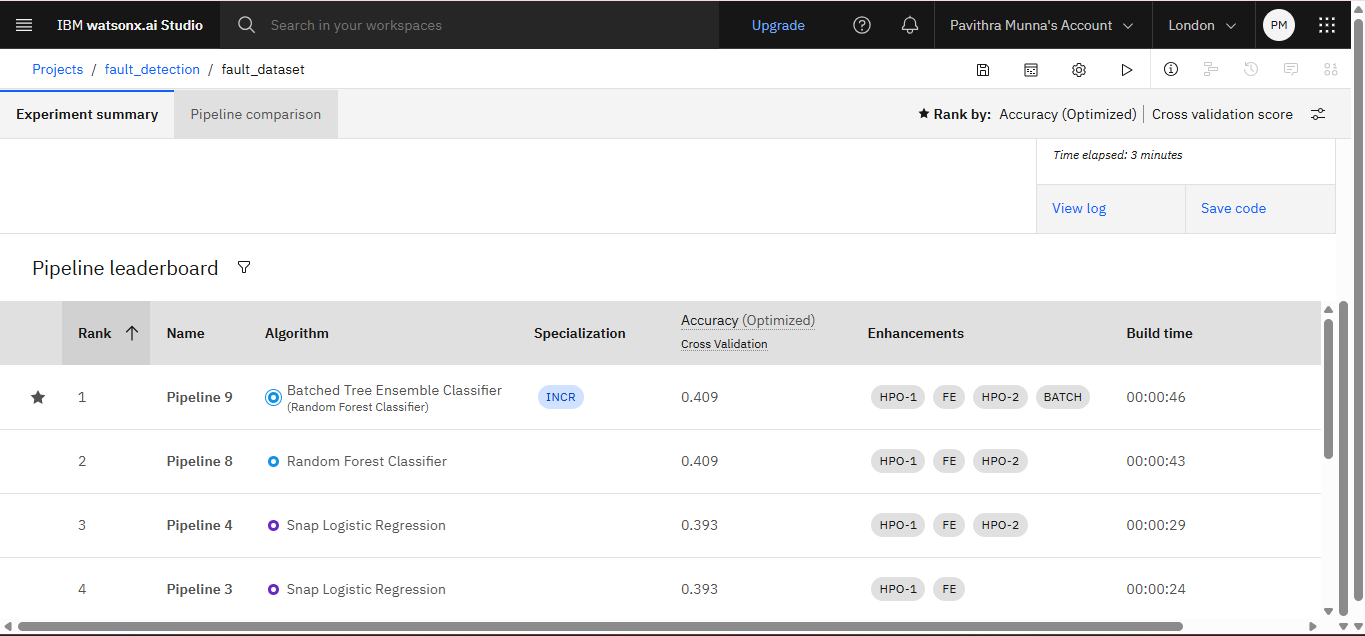 IBM watsonx.ai Studio
Search in your workspaces
Upgrade
Pavithra Munna's Account
London
PM
Projects / fault_detection / fault_dataset
Experiment summary
Pipeline comparison
Rank by: Accuracy (Optimized) | Cross validation score
Time elapsed: 3 minutes
View log
Save code
Pipeline leaderboard
Rank Name Algorithm Specialization Accuracy (Optimized) Enhancements Build time
Cross Validation
1 Pipeline 9 Batched Tree Ensemble Classifier INCR 0.409 HPO-1 FE HPO-2 BATCH 00:00:46
(Random Forest Classifier)
2 Pipeline 8 Random Forest Classifier 0.409 HPO-1 FE HPO-2 00:00:43
3 Pipeline 4 Snap Logistic Regression 0.393 HPO-1 FE HPO-2 00:00:29
4 Pipeline 3 Snap Logistic Regression 0.393 HPO-1 FE 00:00:24